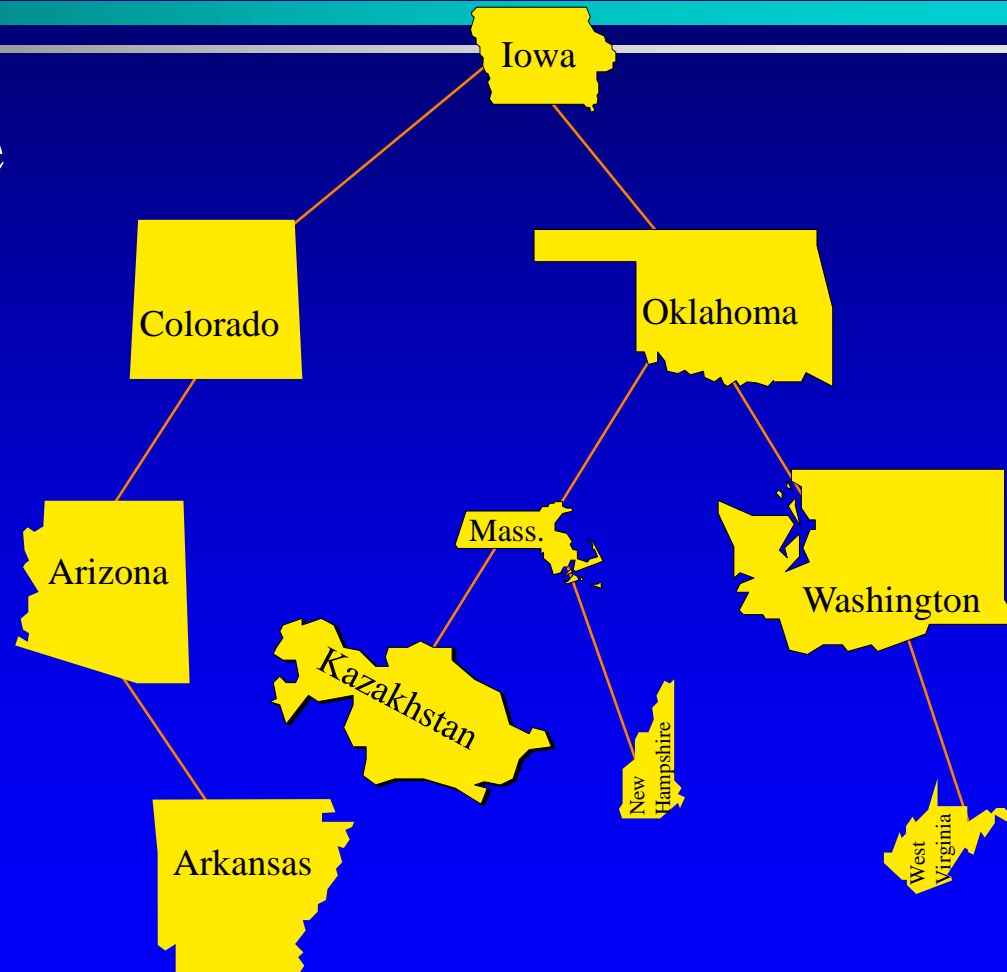 Iowa
Colorado
Oklahoma
Mass.
Arizona
Washington
Kazakhstan
New
Hampshire
West
Virginia
Arkansas